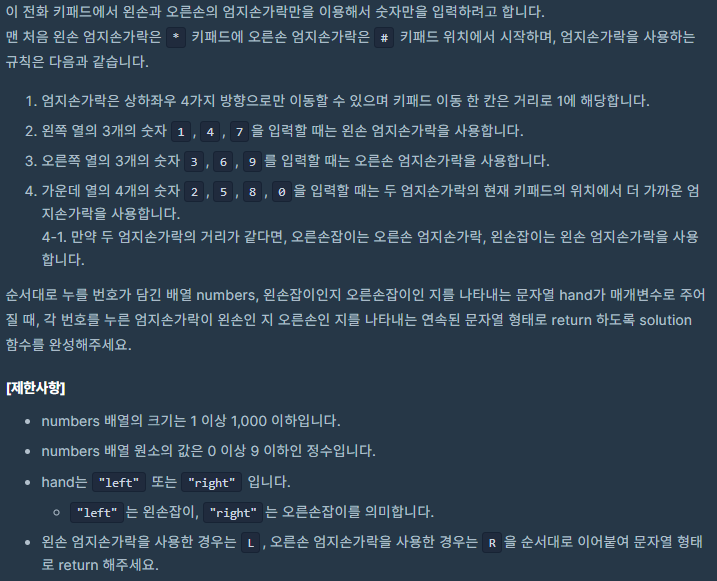 이 전화 키패드에서 왼손과 오른손의 엄지손가락만을 이용해서 숫자만을 입력하려고 합니다.
맨 처음 왼손 엄지손가락은 * 키패드에 오른손 엄지손가락은 # 키패드 위치에서 시작하며, 엄지손가락을 사용하는
규칙은 다음과 같습니다.
1. 엄지손가락은 상하좌우 4가지 방향으로만 이동할 수 있으며 키패드 이동 한 칸은 거리로 1에 해당합니다.
2. 왼쪽 열의 3개의 숫자 1, 4, 7을 입력할 때는 왼손 엄지손가락을 사용합니다.
3. 오른쪽 열의 3개의 숫자 3, 6, 9를 입력할 때는 오른손 엄지손가락을 사용합니다.
4. 가운데 열의 4개의 숫자 2, 5, 8, 0을 입력할 때는 두 엄지손가락의 현재 키패드의 위치에서 더 가까운 엄
지손가락을 사용합니다.
4-1. 만약 두 엄지손가락의 거리가 같다면, 오른손잡이는 오른손 엄지손가락, 왼손잡이는 왼손 엄지손가락을 사용
합니다.
순서대로 누를 번호가 담긴 배열 numbers, 왼손잡이인지 오른손잡이인 지를 나타내는 문자열 hand가 매개변수로 주어
질 때, 각 번호를 누른 엄지손가락이 왼손인 지 오른손인 지를 나타내는 연속된 문자열 형태로 return 하도록 solution
함수를 완성해주세요.
[제한사항]
• numbers 배열의 크기는 1 이상 1,000 이하입니다.
• numbers 배열 원소의 값은 0 이상 9 이하인 정수입니다.
• hand는 "left" 또는 "right" 입니다.
◦ "left"는 왼손잡이, "right"는 오른손잡이를 의미합니다.
• 왼손 엄지손가락을 사용한 경우는 L, 오른손 엄지손가락을 사용한 경우는 R을 순서대로 이어붙여 문자열 형태
로 return 해주세요.